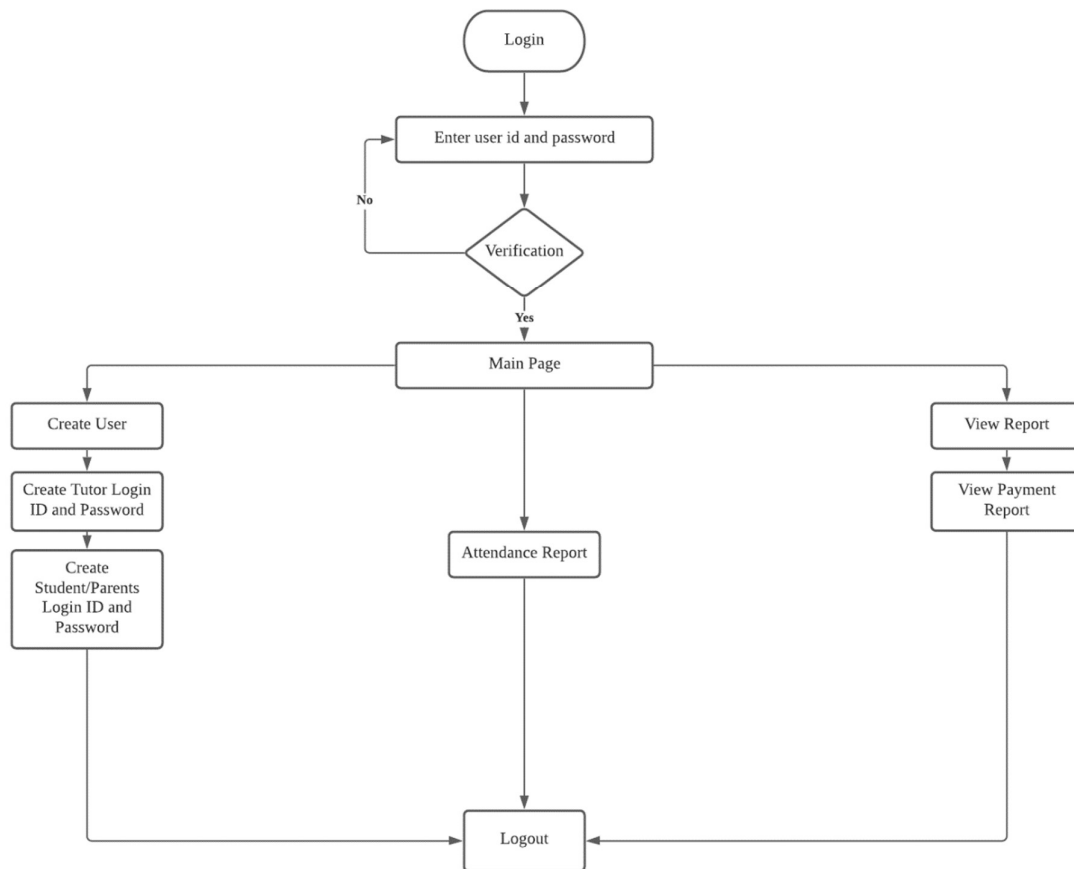 Login
Enter user id and password
No
Verification
Yes
Main Page
Create User
View Report
Create Tutor Login
ID and Password
View Payment
Report
Attendance Report
Create
Student/Parents
Login ID and
Password
Logout